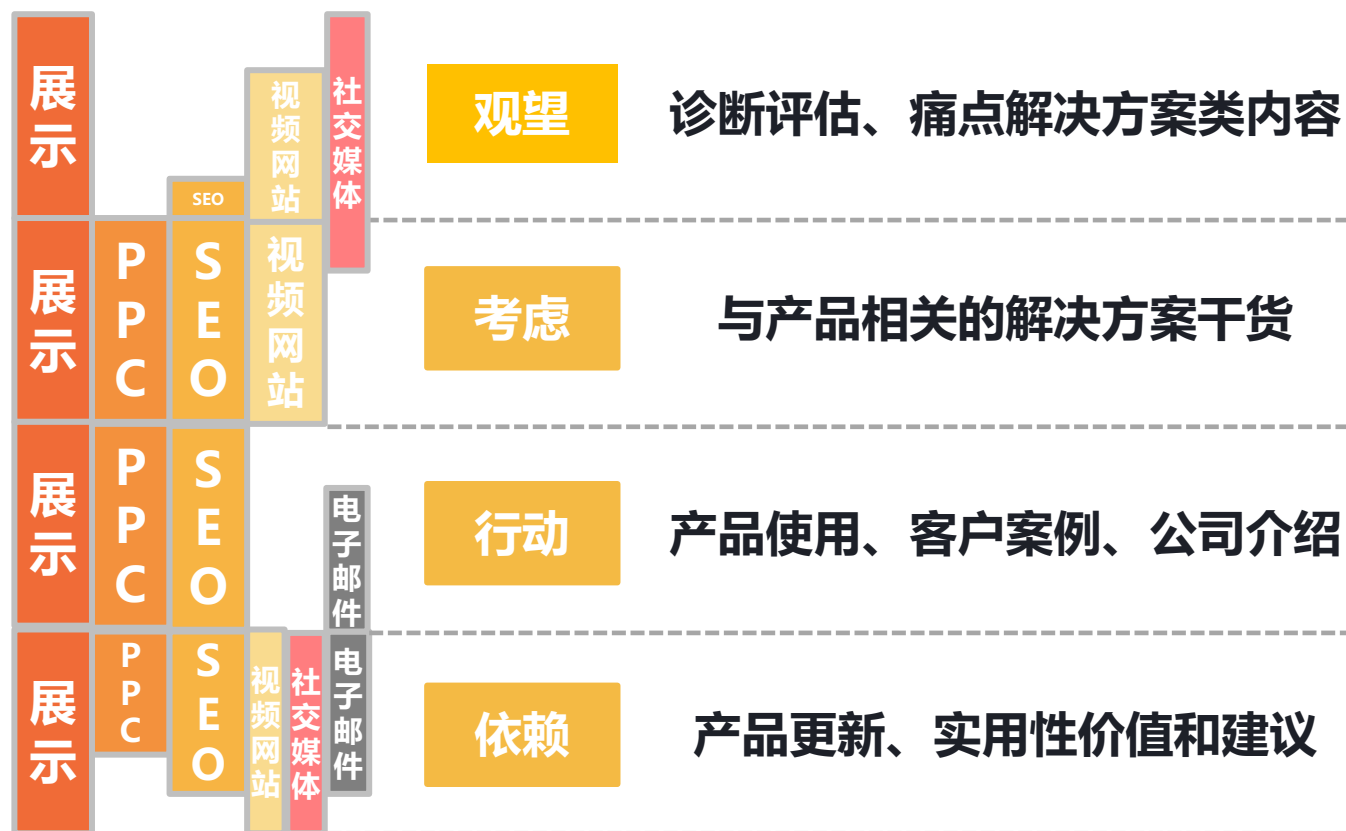 展示
SEO
视频网站
社交媒体
观望
诊断评估、痛点解决方案类内容
展示
PPC
SEO
视频网站
考虑
与产品相关的解决方案干货
展示
PPC
SEO
电子邮件
行动
产品使用、客户案例、公司介绍
展示
PPC
SEO
视频网站
社交媒体
电子邮件
依赖
产品更新、实用性价值和建议